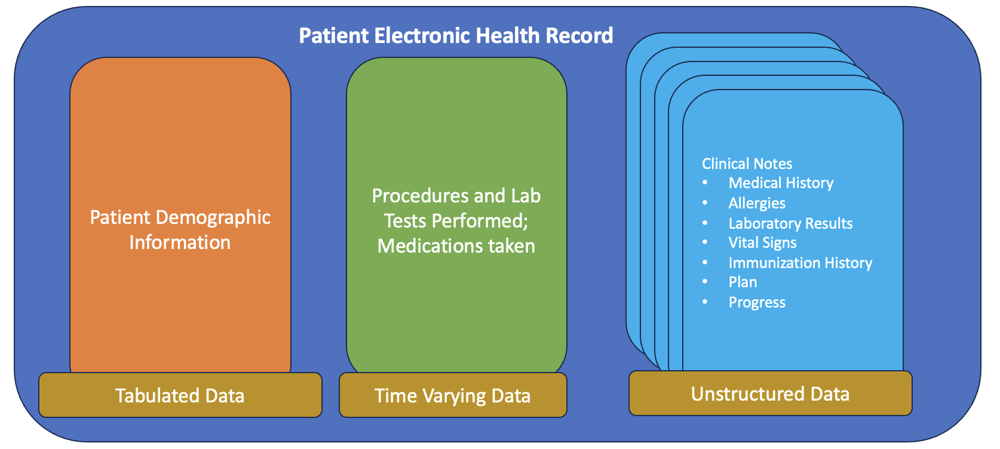 Patient Electronic Health Record
Patient Demographic
Information
Procedures and Lab
Tests Performed;
Medications taken
Clinical Notes
• Medical History
• Allergies
• Laboratory Results
• Vital Signs
• Immunization History
• Plan
• Progress
Tabulated Data
Time Varying Data
Unstructured Data